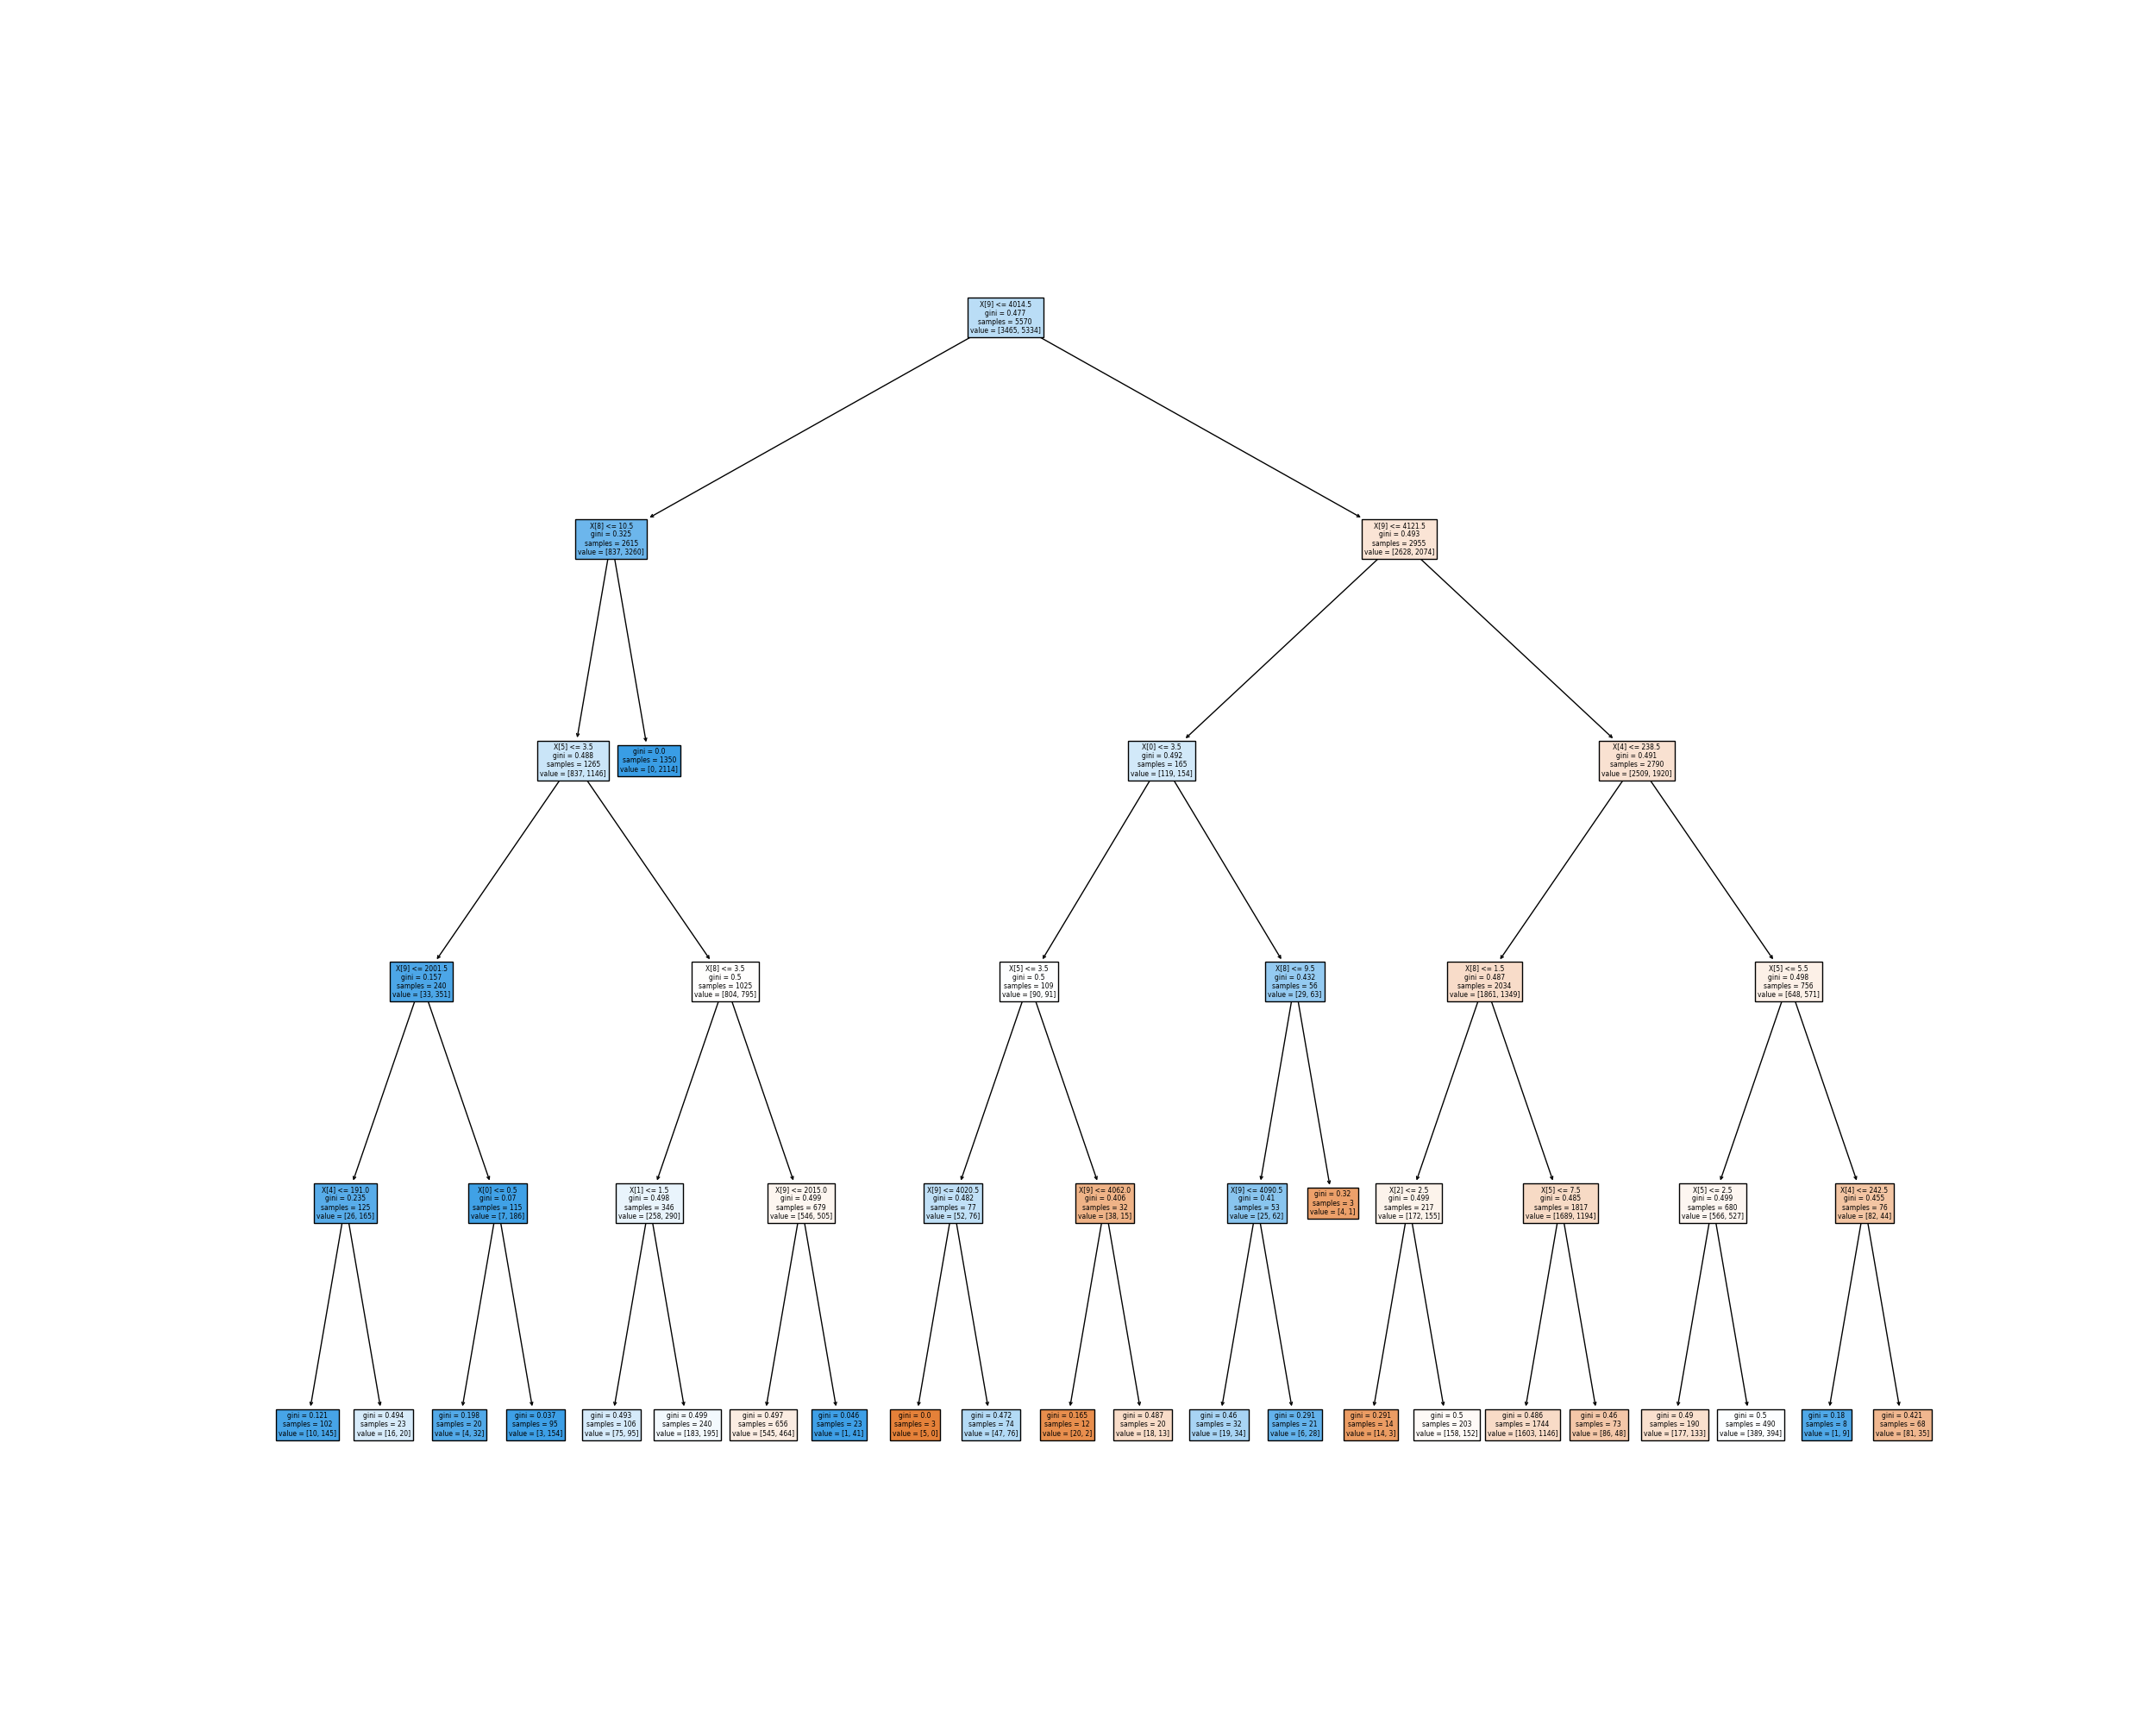 X[9] <= 4014.5
gini = 0.477
samples = 5570
value = [3465, 5334]
X[8] <= 10.5
gini = 0.325
samples = 2615
value = [837, 3260]
X[9] <= 4121.5
gini = 0.493
samples = 2955
value = [2628, 2074]
X[5] <= 3.5
gini = 0.488
samples = 1265
value = [837, 1146]
gini = 0.0
samples = 1350
value = [0, 2114]
X[0] <= 3.5
gini = 0.492
samples = 165
value = [119, 154]
X[4] <= 238.5
gini = 0.491
samples = 2790
value = [2509, 1920]
X[9] <= 2001.5
gini = 0.157
samples = 240
value = [33, 351]
X[8] <= 3.5
gini = 0.5
samples = 1025
value = [804, 795]
X[5] <= 3.5
gini = 0.5
samples = 109
value = [90, 91]
X[8] <= 9.5
gini = 0.432
samples = 56
value = [29, 63]
X[8] <= 1.5
gini = 0.487
samples = 2034
value = [1861, 1349]
X[5] <= 5.5
gini = 0.498
samples = 756
value = [648, 571]
X[4] <= 191.0
gini = 0.235
samples = 125
value = [26, 165]
X[0] <= 0.5
gini = 0.07
samples = 115
value = [7, 186]
X[1] <= 1.5
gini = 0.498
samples = 346
value = [258, 290]
X[9] <= 2015.0
gini = 0.499
samples = 679
value = [546, 505]
X[9] <= 4020.5
gini = 0.482
samples = 77
value = [52, 76]
X[9] <= 4062.0
gini = 0.406
samples = 32
value = [38, 15]
X[9] <= 4090.5
gini = 0.41
samples = 53
value = [25, 62]
gini = 0.32
samples = 3
value = [4, 1]
X[2] <= 2.5
gini = 0.499
samples = 217
value = [172, 155]
X[5] <= 7.5
gini = 0.485
samples = 1817
value = [1689, 1194]
X[5] <= 2.5
gini = 0.499
samples = 680
value = [566, 527]
X[4] <= 242.5
gini = 0.455
samples = 76
value = [82, 44]
gini = 0.121
samples = 102
value = [10, 145]
gini = 0.494
samples = 23
value = [16, 20]
gini = 0.198
samples = 20
value = [4, 32]
gini = 0.037
samples = 95
value = [3, 154]
gini = 0.493
samples = 106
value = [75, 95]
gini = 0.499
samples = 240
value = [183, 195]
gini = 0.497
samples = 656
value = [545, 464]
gini = 0.046
samples = 23
value = [1, 41]
gini = 0.0
samples = 3
value = [5, 0]
gini = 0.472
samples = 74
value = [47, 76]
gini = 0.165
samples = 12
value = [20, 2]
gini = 0.487
samples = 20
value = [18, 13]
gini = 0.46
samples = 32
value = [19, 34]
gini = 0.291
samples = 21
value = [6, 28]
gini = 0.291
samples = 14
value = [14, 3]
gini = 0.5
samples = 203
value = [158, 152]
gini = 0.486
samples = 1744
value = [1603, 1146]
gini = 0.46
samples = 73
value = [86, 48]
gini = 0.49
samples = 190
value = [177, 133]
gini = 0.5
samples = 490
value = [389, 394]
gini = 0.18
samples = 8
value = [1, 9]
gini = 0.421
samples = 68
value = [81, 35]